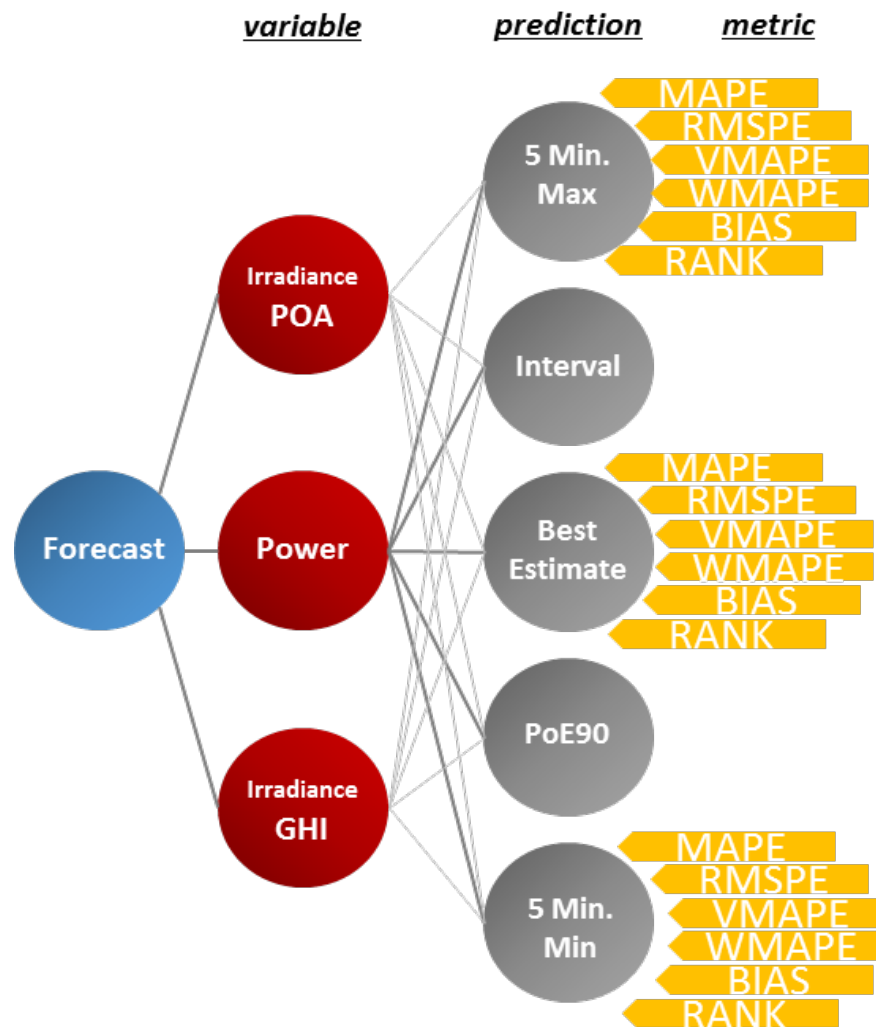 variable prediction metric
MAPE
RMSPE
5 Min.
Max
VMAPE
WMAPE
BIAS
RANK
Irradiance
POA
Interval
MAPE
RMSPE
Forecast
Power
Best
Estimate
VMAPE
WMAPE
BIAS
RANK
PoE90
Irradiance
GHI
MAPE
RMSPE
5 Min.
Min
VMAPE
WMAPE
BIAS
RANK